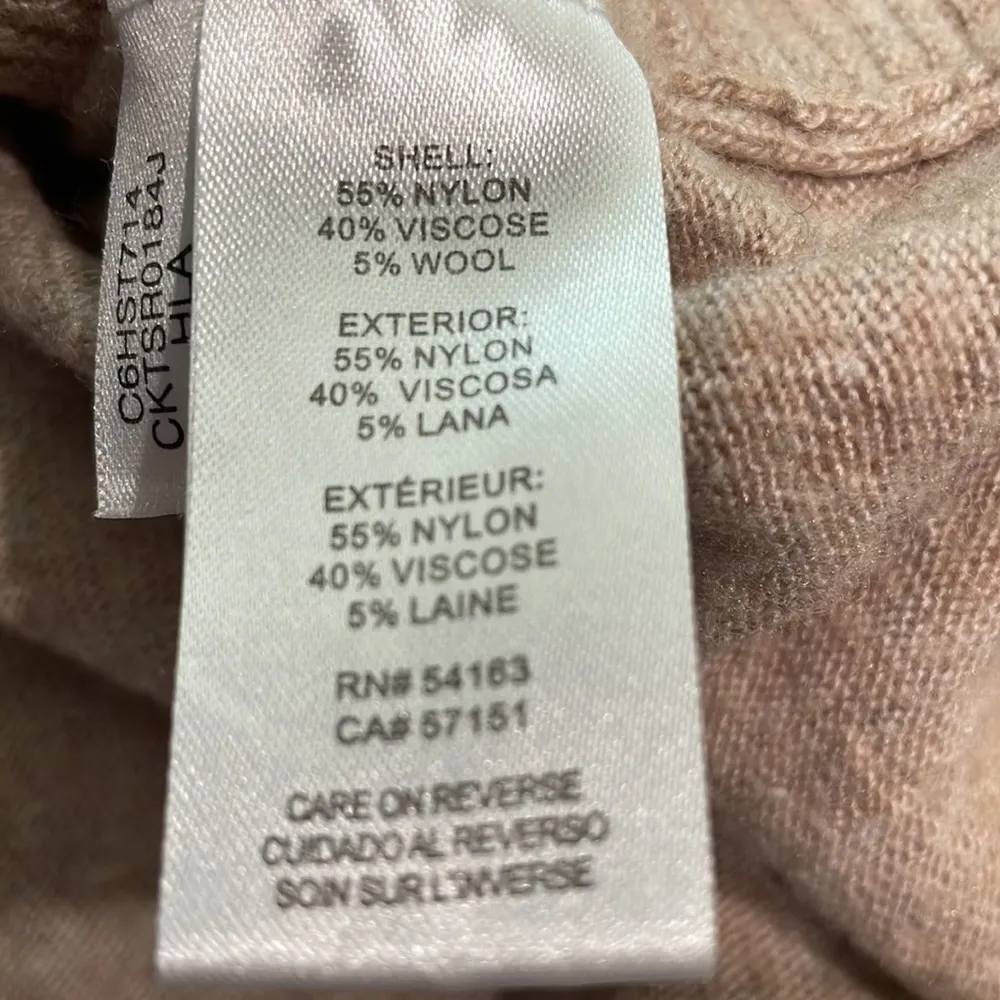 SHELL:
55% NYLON
40% VISCOSE
5% WOOL
EXTERIOR:
55% NYLON
40% VISCOSA
5% LANA
EXTÉRIEUR:
55% NYLON
40% VISCOSE
5% LAINE
RN# 54163
CA# 57151
CARE ON REVERSE
CUIDADO AL REVERSO
SOIN SUR L'INVERSE
C6HST714
CKTSR0184J
HLA